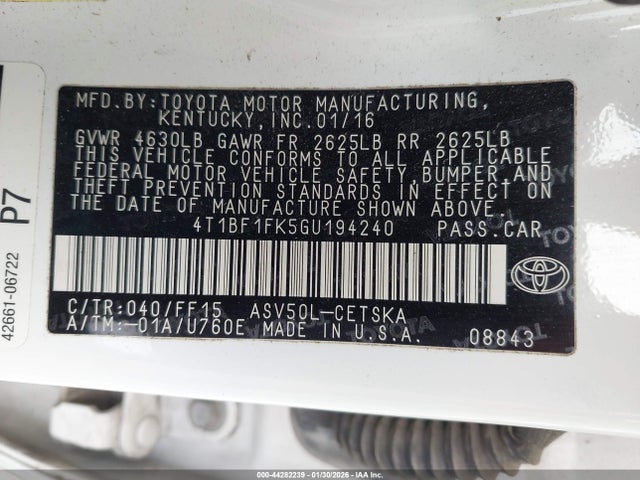 MFD.BY:TOYOTA MOTOR MANUFACTURING,
KENTUCKY,INC.01/16
GVWR 4630LB GAWR FR 2625LB RR 2625LB
THIS VEHICLE CONFORMS TO ALL APPLICABLE
FEDERAL MOTOR VEHICLE SAFETY,BUMPER,AND
THEFT PREVENTION STANDARDS IN EFFECT ON
THE DATE OF MANUFACTURE SHOWN ABOVE.
4T1BF1FK5GU194240 PASS.CAR
C/TR:040/FF15 ASV50L-CETSKA
A/TM:-01A/U760E MADE IN U.S.A. 08843
P7
42661-06722
TOYOTA
000-44282239 - 01/30/2026 - IAAI CA